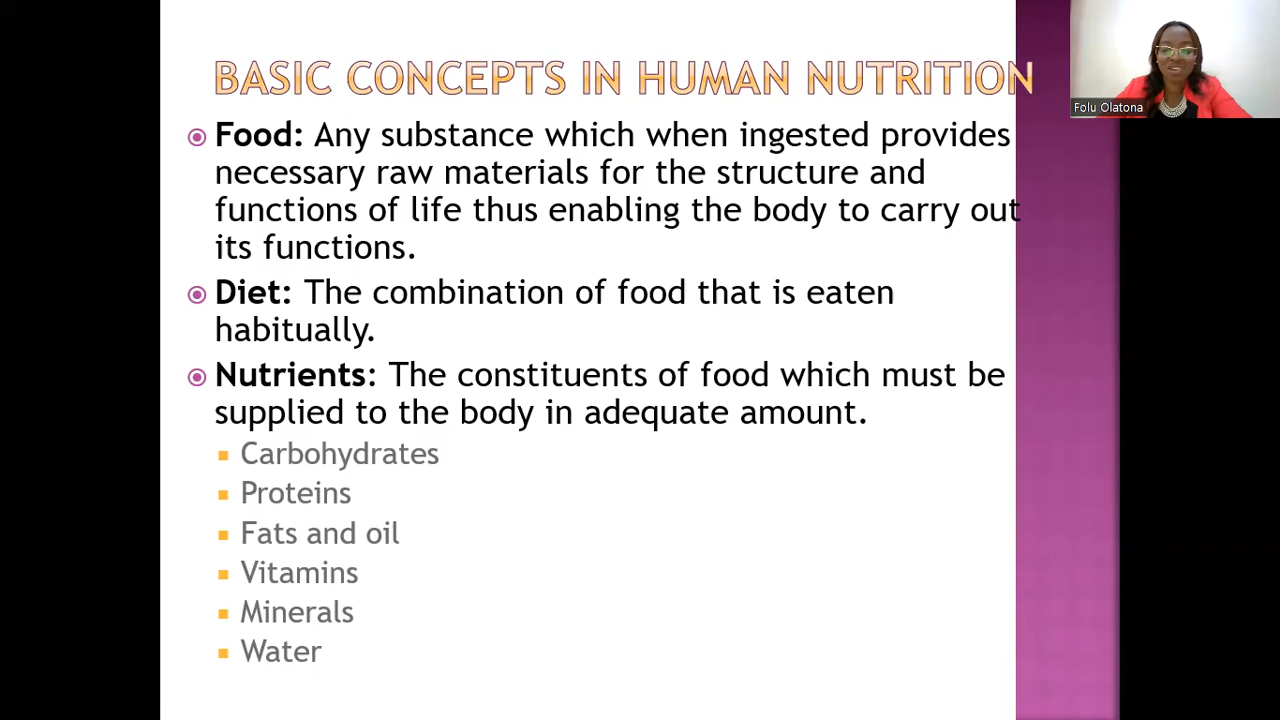 BASIC CONCEPTS IN HUMAN NUTRITION
Folu Olatona
Food: Any substance which when ingested provides
necessary raw materials for the structure and
functions of life thus enabling the body to carry out
its functions.
Diet: The combination of food that is eaten
habitually.
Nutrients: The constituents of food which must be
supplied to the body in adequate amount.
Carbohydrates
Proteins
Fats and oil
Vitamins
Minerals
Water